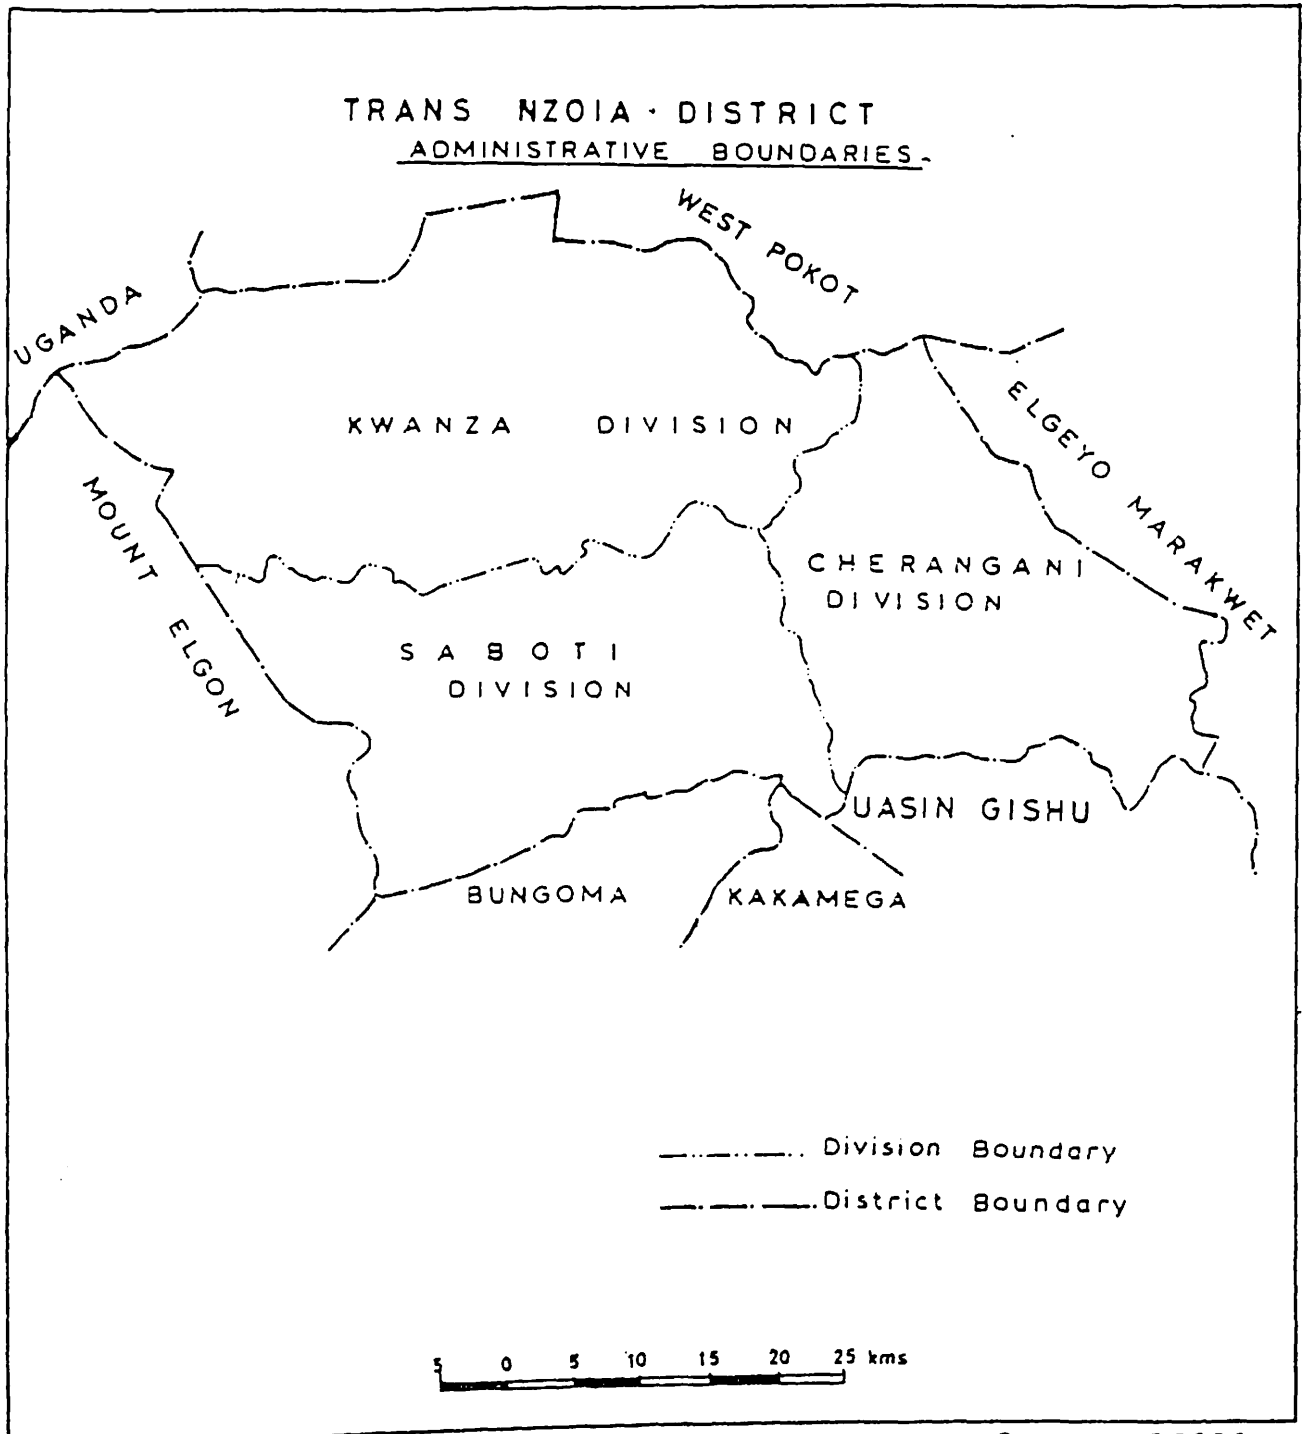 TRANS NZOIA · DISTRICT
ADMINISTRATIVE BOUNDARIES-
WEST POKOT
UGANDA
ELGEYO MARAKWET
KWANZA DIVISION
MOUNT ELGON
CHERANGANI
DIVISION
SABOTI
DIVISION
UASIN GISHU
BUNGOMA
KAKAMEGA
Division Boundary
District Boundary
5 0 5 10 15 20 25 kms